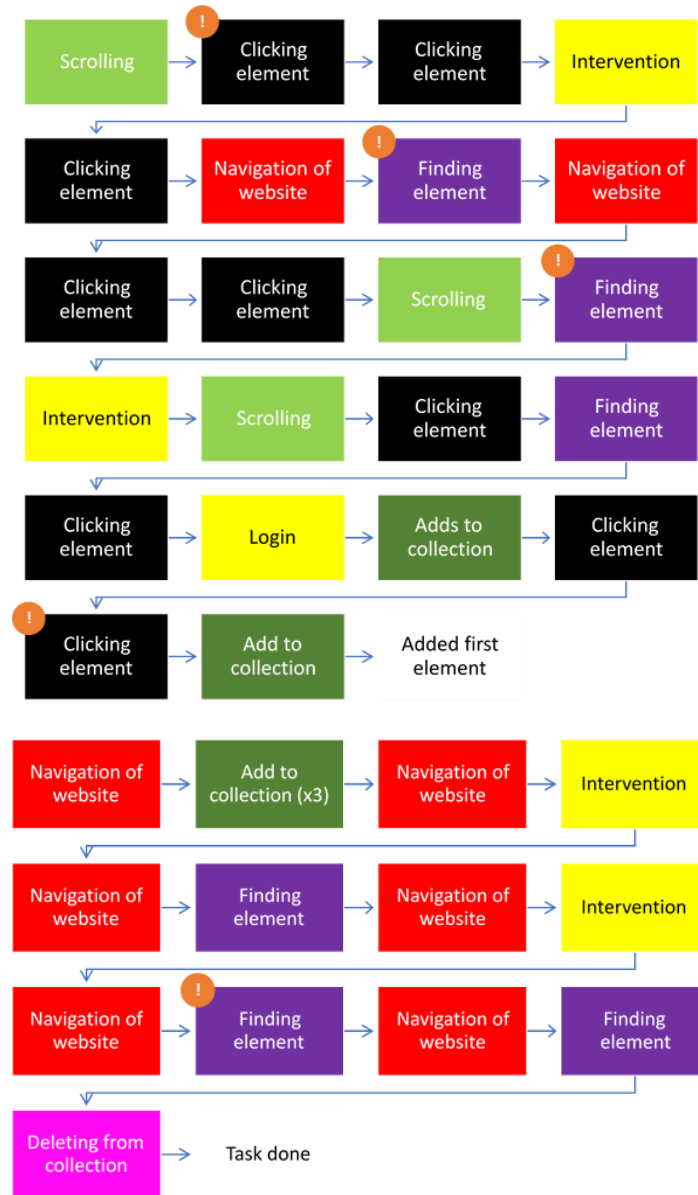 !
Scrolling
Clicking
element
Clicking
element
Intervention
Clicking
element
Navigation of
website
!
Finding
element
Navigation of
website
Clicking
element
Clicking
element
Scrolling
!
Finding
element
Intervention
Scrolling
Clicking
element
Finding
element
Clicking
element
Login
Adds to
collection
Clicking
element
!
Clicking
element
Add to
collection
Added first
element
Navigation of
website
Add to
collection (x3)
Navigation of
website
Intervention
Navigation of
website
Finding
element
Navigation of
website
Intervention
Navigation of
website
!
Finding
element
Navigation of
website
Finding
element
Deleting from
collection
Task done